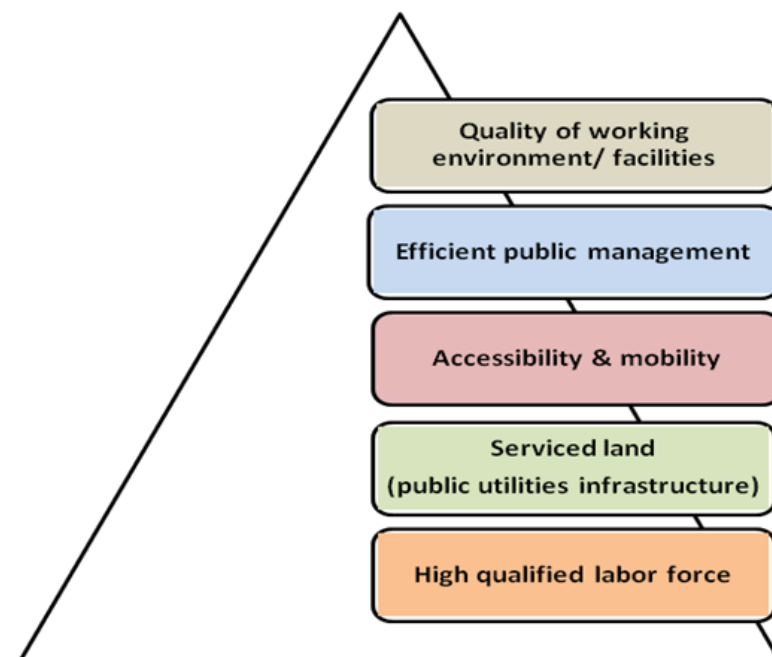 Quality of working
environment/ facilities
Efficient public management
Accessibility & mobility
Serviced land
(public utilities infrastructure)
High qualified labor force